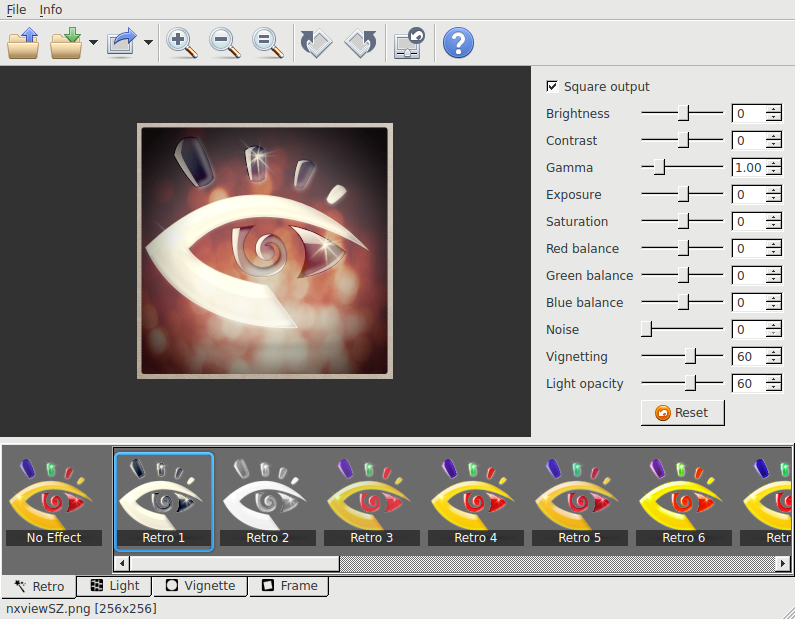 File Info
Square output
Brightness 0
Contrast 0
Gamma 1.00
Exposure 0
Saturation 0
Red balance 0
Green balance 0
Blue balance 0
Noise 0
Vignetting 60
Light opacity 60
Reset
No Effect Retro 1 Retro 2 Retro 3 Retro 4 Retro 5 Retro 6 Retr
Retro Light Vignette Frame
nxviewSZ.png [256x256]